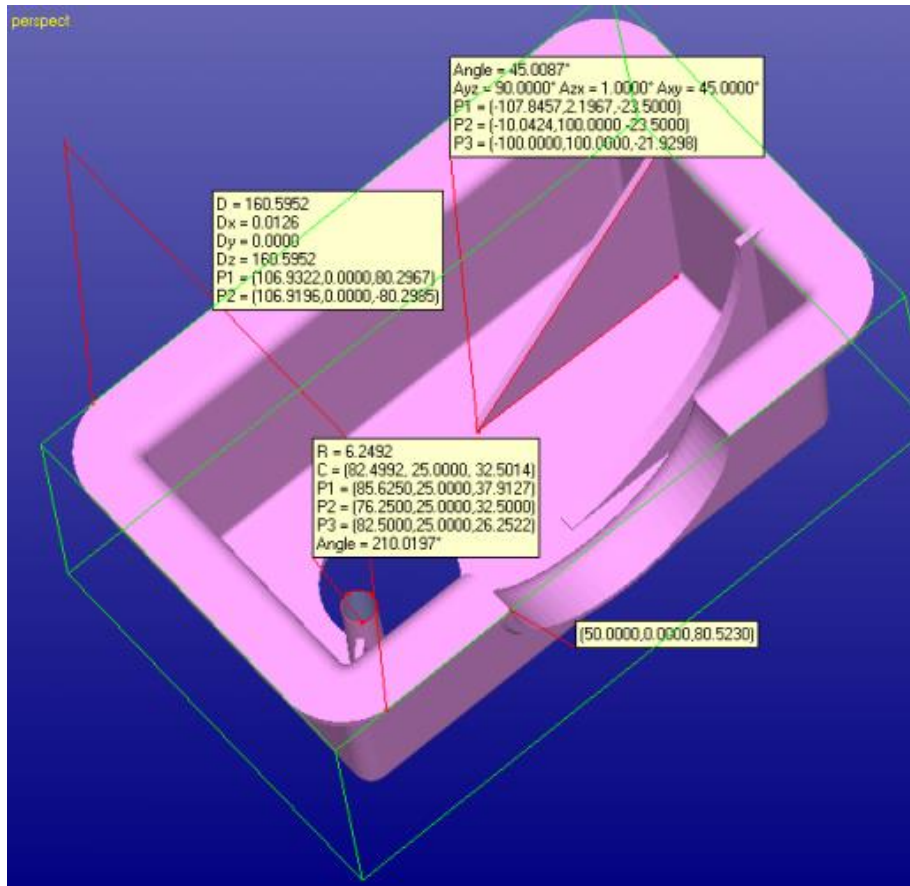 perspect
Angle = 45.0087°
Ayz = 90.0000° Azx = 1.0000° Axy = 45.0000°
P1 = (-107.8457,2.1967,-23.5000)
P2 = (-10.0424,100.0000 -23.5000)
P3 = (-100.0000,100.0000,-21.9298)
D = 160.5952
Dx = 0.0126
Dy = 0.0000
Dz = 160.5952
P1 = (106.9322,0.0000,80.2967)
P2 = (106.9196,0.0000,-80.2985)
R = 6.2492
C = (82.4992, 25.0000, 32.5014)
P1 = (85.6250,25.0000,37.9127)
P2 = (76.2500,25.0000,32.5000)
P3 = (82.5000,25.0000,26.2522)
Angle = 210.0197°
(50.0000,0.0000,80.5230)